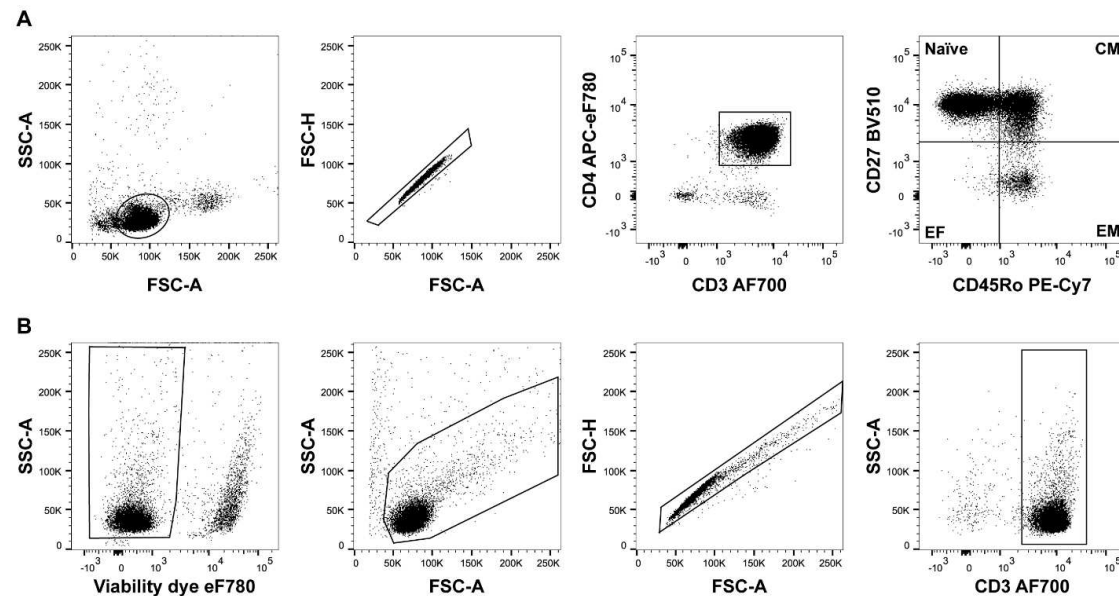 A
SSC-A
250K
200K
150K
100K
50K
0
0 50K 100K 150K 200K 250K
FSC-A
FSC-H
250K
200K
150K
100K
50K
0
0 50K 100K 150K 200K 250K
FSC-A
CD4 APC-eF780
10^5
10^4
10^3
0
-10^3
-10^3 0 10^3 10^4 10^5
CD3 AF700
CD27 BV510
10^5
10^4
10^3
0
-10^3
Naïve CM
EF EM
-10^3 0 10^3 10^4 10^5
CD45Ro PE-Cy7
B
SSC-A
250K
200K
150K
100K
50K
0
-10^3 0 10^3 10^4 10^5
Viability dye eF780
SSC-A
250K
200K
150K
100K
50K
0
0 50K 100K 150K 200K 250K
FSC-A
FSC-H
250K
200K
150K
100K
50K
0
0 50K 100K 150K 200K 250K
FSC-A
SSC-A
250K
200K
150K
100K
50K
0
-10^3 0 10^3 10^4 10^5
CD3 AF700